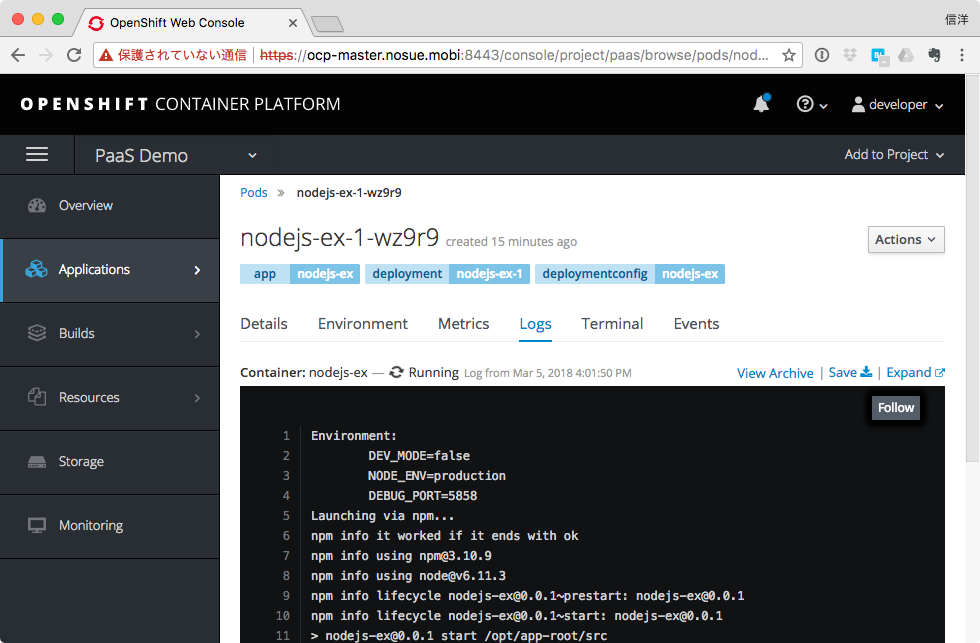 OpenShift Web Console
信洋
保護されていない通信 | https://ocp-master.nosue.mobi:8443/console/project/paas/browse/pods/nod...
OPENSHIFT CONTAINER PLATFORM
developer
PaaS Demo
Add to Project
Overview
Applications
Builds
Resources
Storage
Monitoring
Pods » nodejs-ex-1-wz9r9
nodejs-ex-1-wz9r9 created 15 minutes ago
Actions
app nodejs-ex deployment nodejs-ex-1 deploymentconfig nodejs-ex
Details Environment Metrics Logs Terminal Events
Container: nodejs-ex — Running Log from Mar 5, 2018 4:01:50 PM
View Archive | Save | Expand
Follow
1 Environment:
2 DEV_MODE=false
3 NODE_ENV=production
4 DEBUG_PORT=5858
5 Launching via npm...
6 npm info it worked if it ends with ok
7 npm info using npm@3.10.9
8 npm info using node@v6.11.3
9 npm info lifecycle nodejs-ex@0.0.1~prestart: nodejs-ex@0.0.1
10 npm info lifecycle nodejs-ex@0.0.1~start: nodejs-ex@0.0.1
11 > nodejs-ex@0.0.1 start /opt/app-root/src